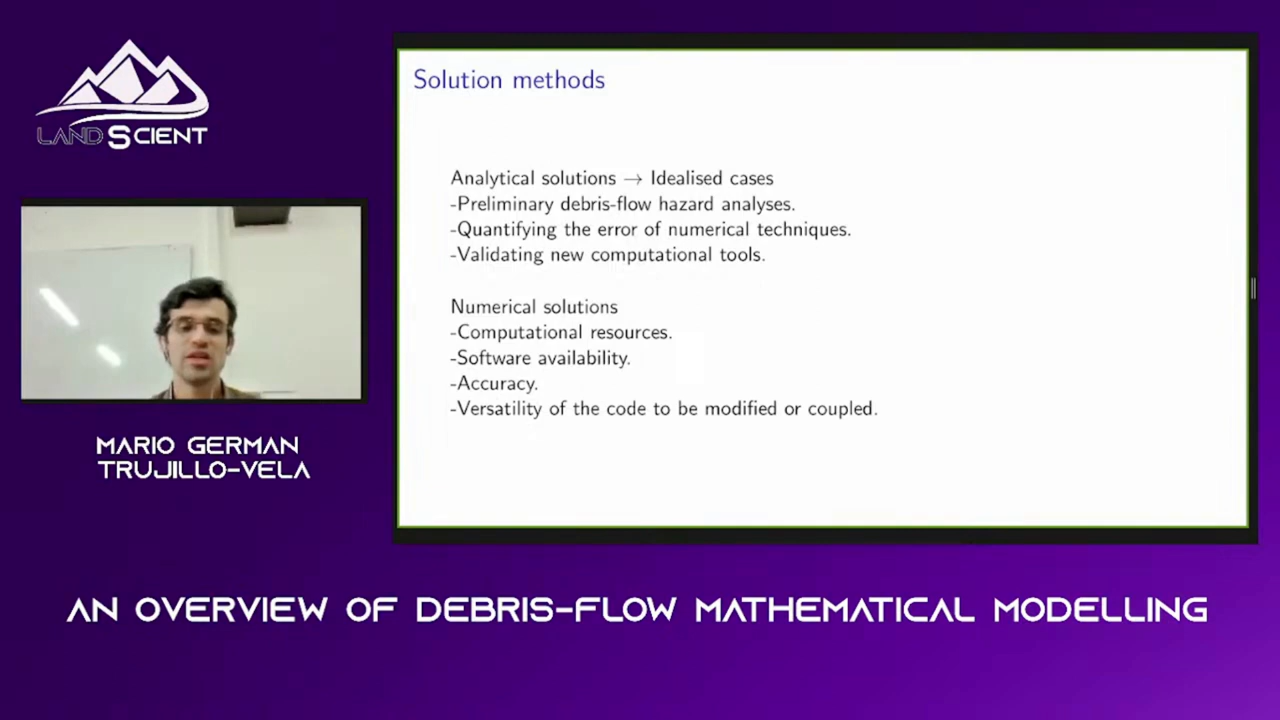 LANDSCIENT
MARIO GERMAN
TRUJILLO-VELA
Solution methods
Analytical solutions → Idealised cases
-Preliminary debris-flow hazard analyses.
-Quantifying the error of numerical techniques.
-Validating new computational tools.
Numerical solutions
-Computational resources.
-Software availability.
-Accuracy.
-Versatility of the code to be modified or coupled.
AN OVERVIEW OF DEBRIS-FLOW MATHEMATICAL MODELLING